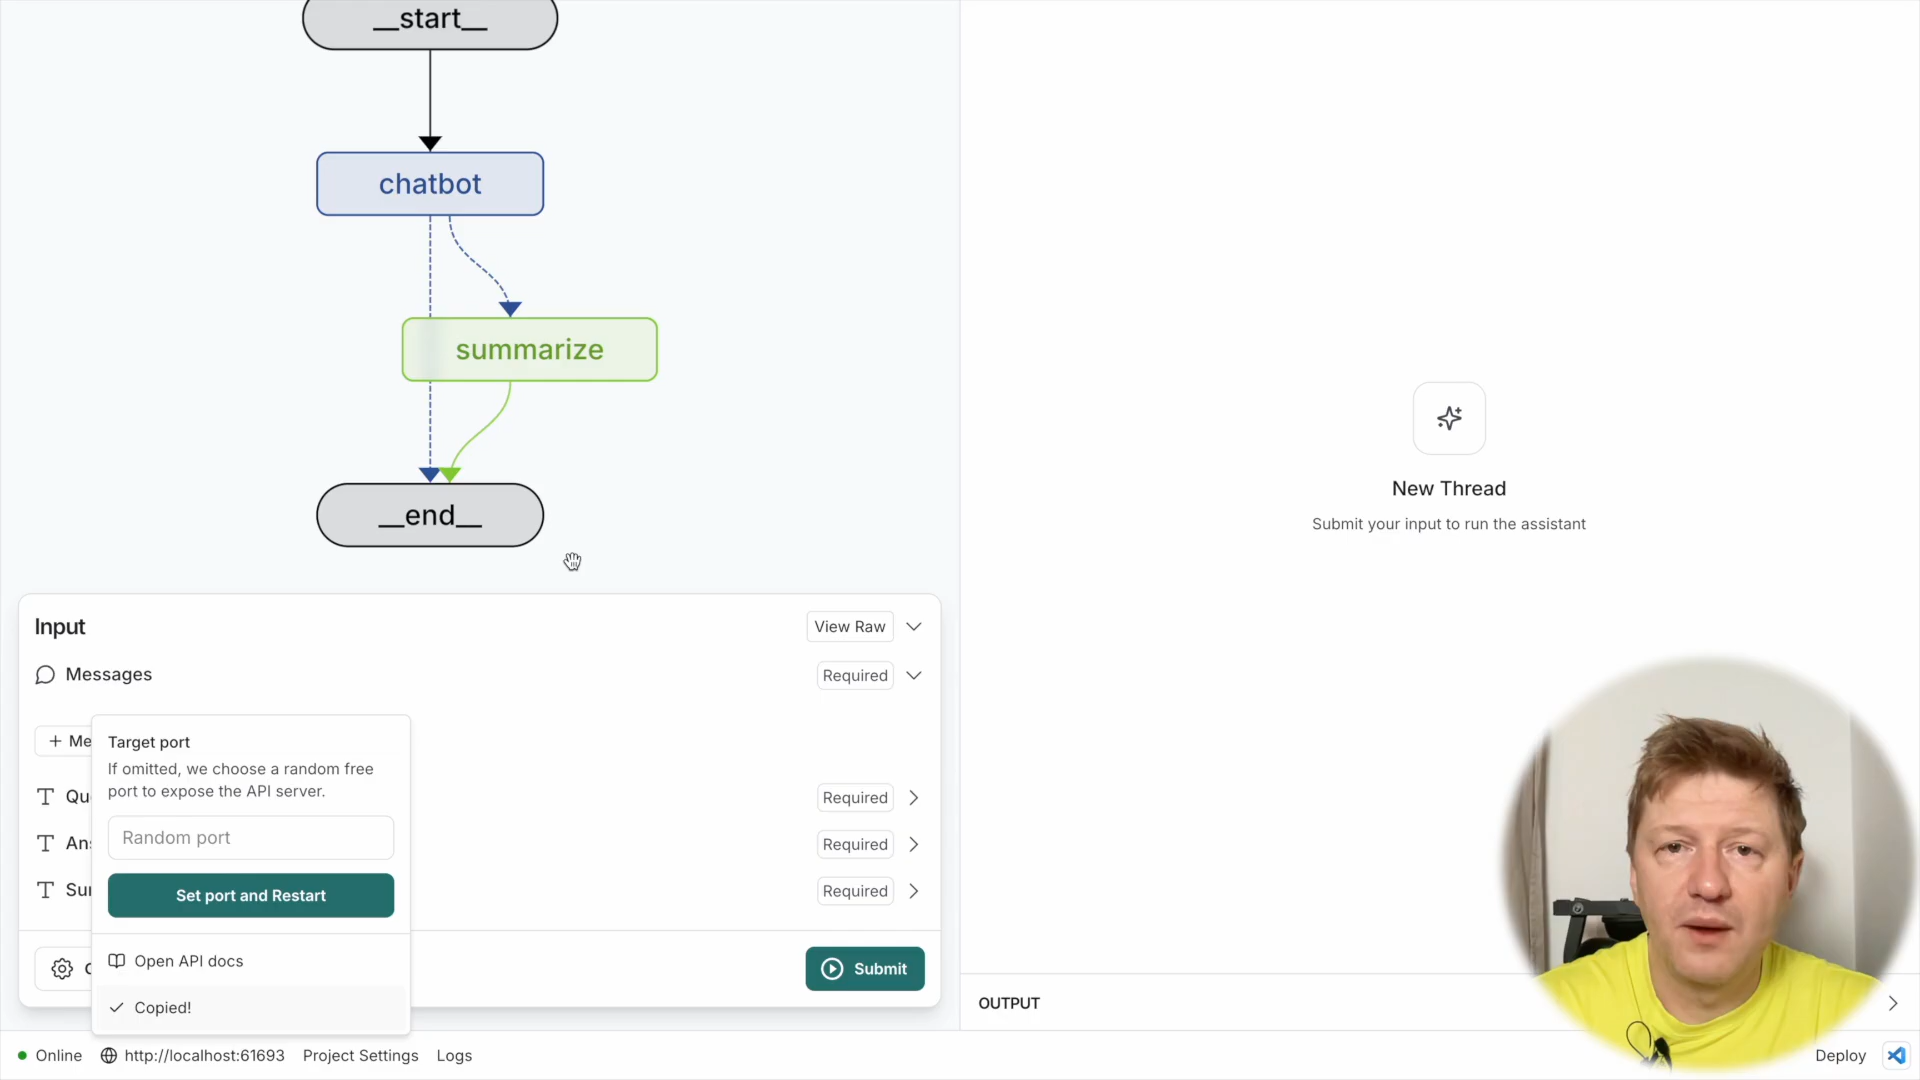 __start__
chatbot
summarize
__end__
New Thread
Submit your input to run the assistant
Input
View Raw
Messages
Required
+ Me
Target port
If omitted, we choose a random free
port to expose the API server.
Random port
Set port and Restart
Qu
Required
Ans
Required
Sur
Required
Open API docs
Copied!
Submit
OUTPUT
Online
http://localhost:61693
Project Settings
Logs
Deploy